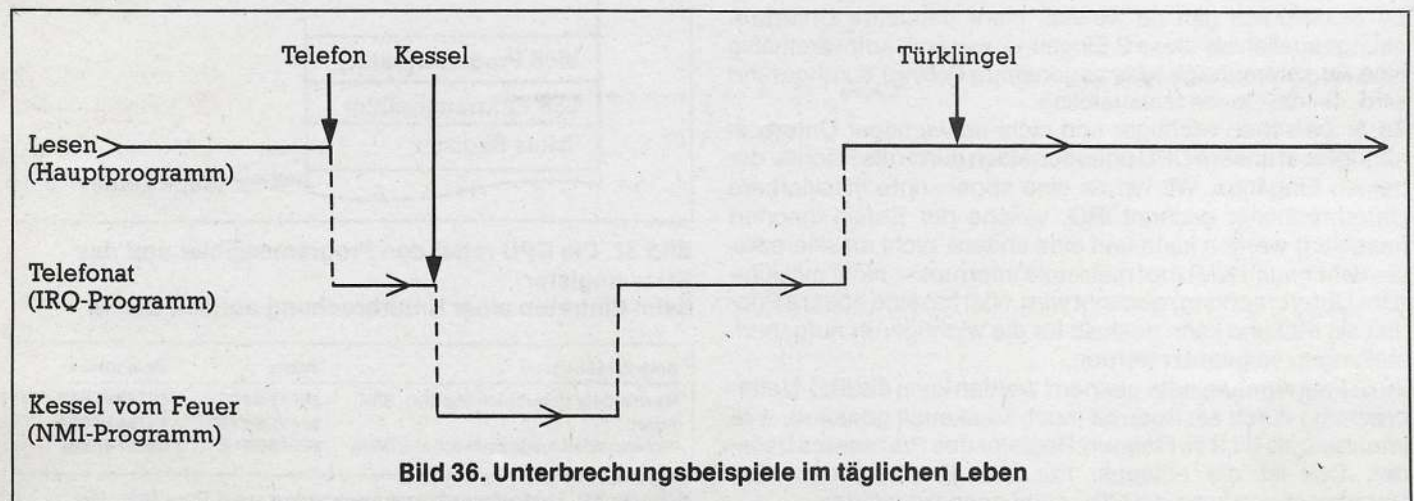 Telefon Kessel Türklingel
Lesen
(Hauptprogramm)
Telefonat
(IRQ-Programm)
Kessel vom Feuer
(NMI-Programm)
Bild 36. Unterbrechungsbeispiele im täglichen Leben